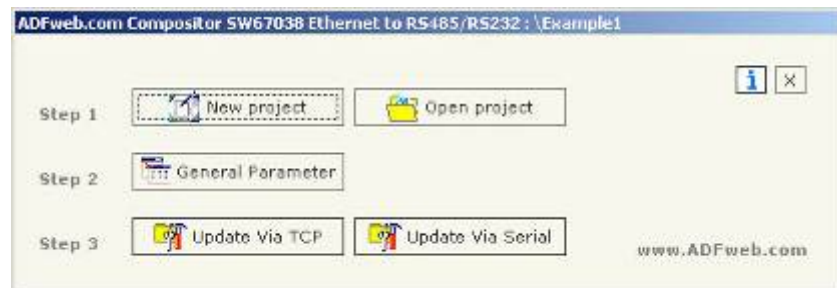 ADFweb.com Compositor SW67038 Ethernet to RS485/RS232 : \Example1
Step 1 New project Open project
Step 2 General Parameter
Step 3 Update Via TCP Update Via Serial
www.ADFweb.com